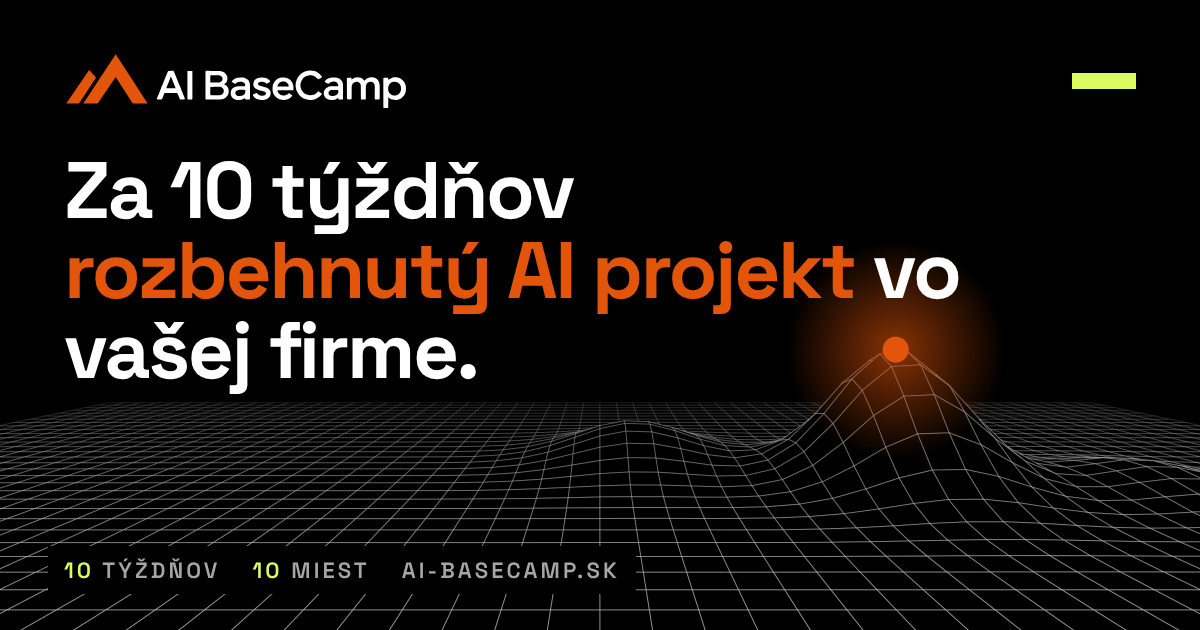 AI BaseCamp
Za 10 týždňov
rozbehnutý AI projekt vo
vašej firme.
10 TÝŽDŇOV 10 MIEST AI-BASECAMP.SK